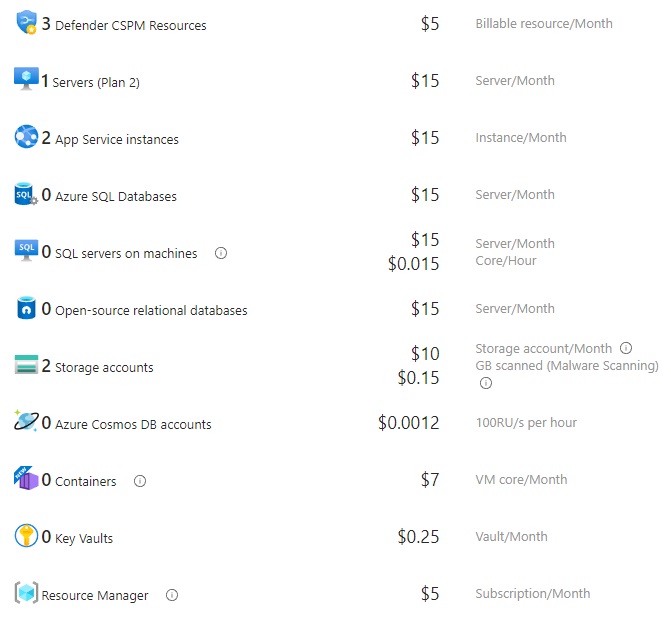 3 Defender CSPM Resources $5 Billable resource/Month
1 Servers (Plan 2) $15 Server/Month
2 App Service instances $15 Instance/Month
SQL 0 Azure SQL Databases $15 Server/Month
SQL 0 SQL servers on machines $15 Server/Month
$0.015 Core/Hour
0 Open-source relational databases $15 Server/Month
2 Storage accounts $10 Storage account/Month
$0.15 GB scanned (Malware Scanning)
0 Azure Cosmos DB accounts $0.0012 100RU/s per hour
NEW 0 Containers $7 VM core/Month
0 Key Vaults $0.25 Vault/Month
Resource Manager $5 Subscription/Month